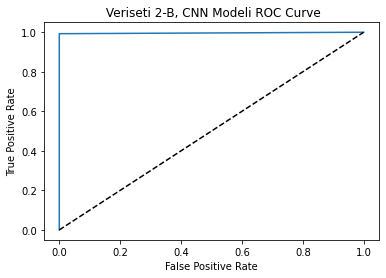 Veriseti 2-B, CNN Modeli ROC Curve
True Positive Rate
1.0
0.8
0.6
0.4
0.2
0.0
0.0 0.2 0.4 0.6 0.8 1.0
False Positive Rate